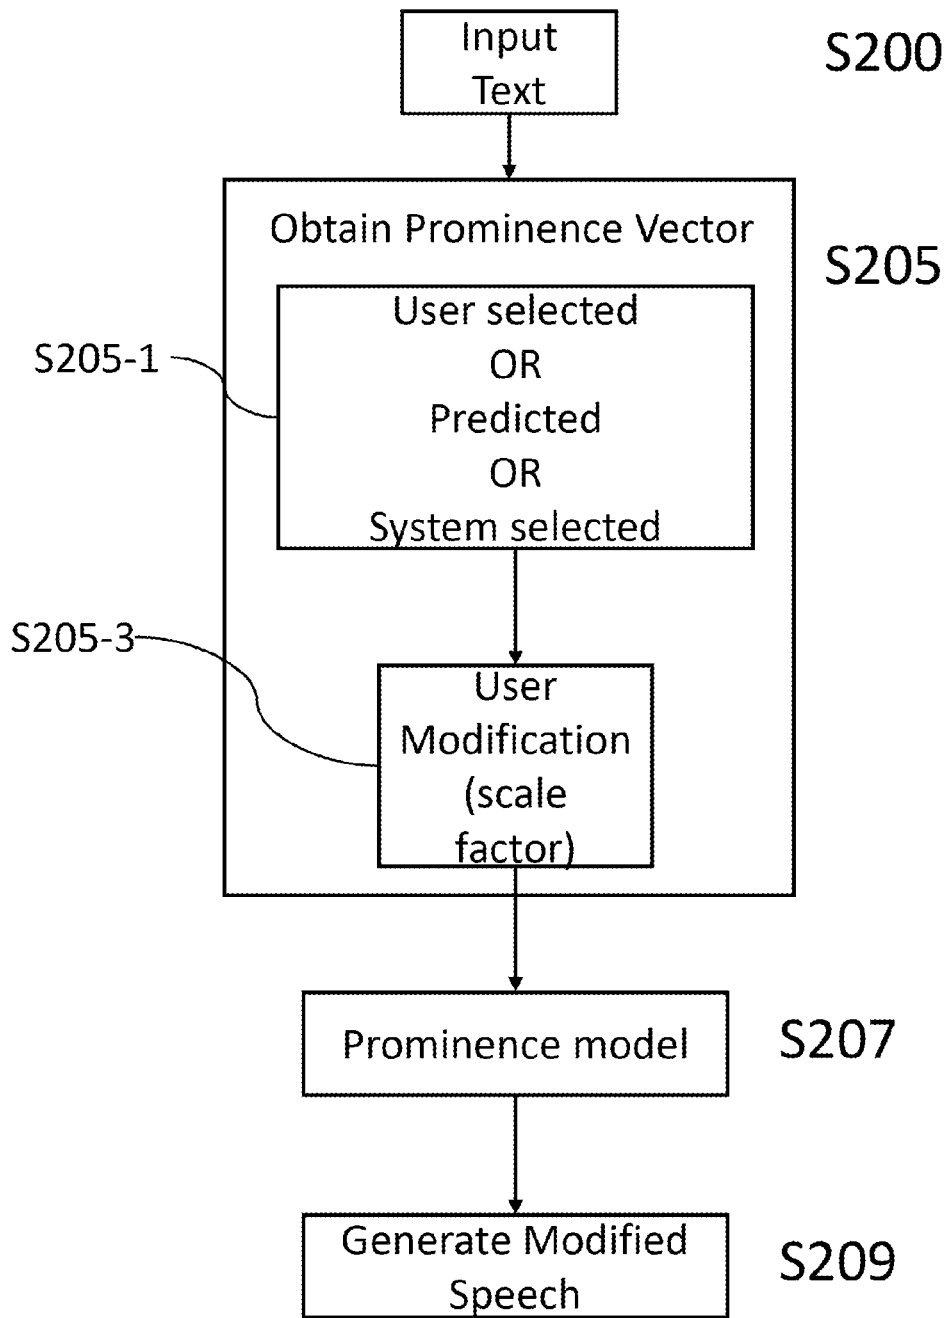 Input
Text
S200
Obtain Prominence Vector
S205
User selected
OR
Predicted
OR
System selected
S205-1
S205-3
User
Modification
(scale
factor)
Prominence model
S207
Generate Modified
Speech
S209